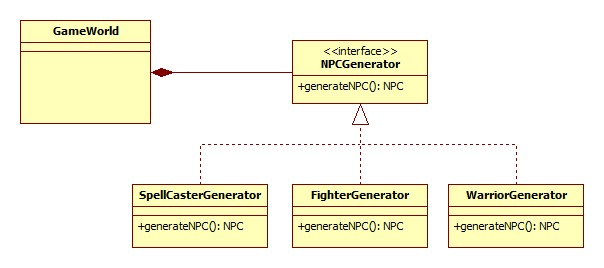 GameWorld
<<interface>>
NPCGenerator
+generateNPC(): NPC
SpellCasterGenerator
+generateNPC(): NPC
FighterGenerator
+generateNPC(): NPC
WarriorGenerator
+generateNPC(): NPC